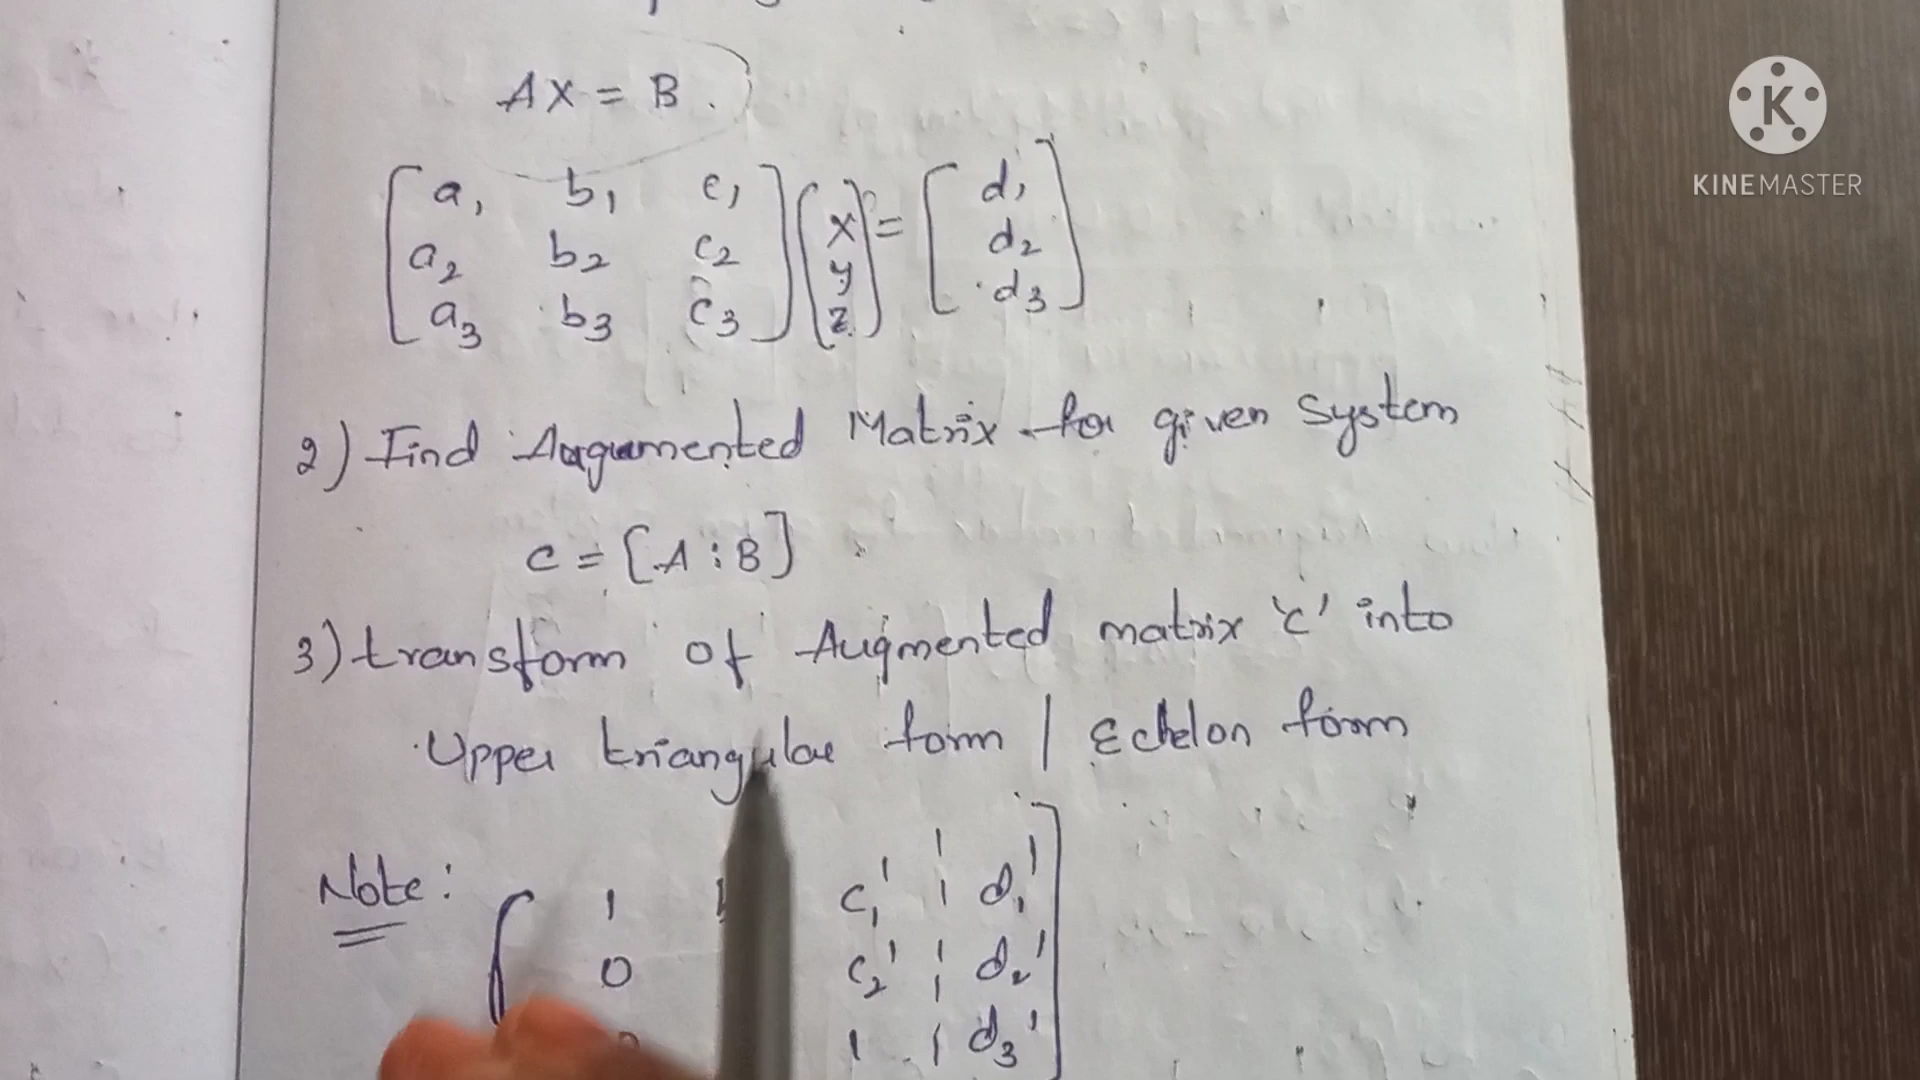 AX = B.
[ a₁ b₁ c₁ ] [ x ] = [ d₁ ]
[ a₂ b₂ c₂ ] [ y ] [ d₂ ]
[ a₃ b₃ c₃ ] [ z ] [ d₃ ]
2) Find Augumented Matrix for given System
C = [A : B]
3) transform of Augmented matrix 'c' into
Upper triangular form | Echelon form
Note: [ 1 c₁' | d₁' ]
0 c₂' | d₂'
1 | d₃'
K
KINEMASTER